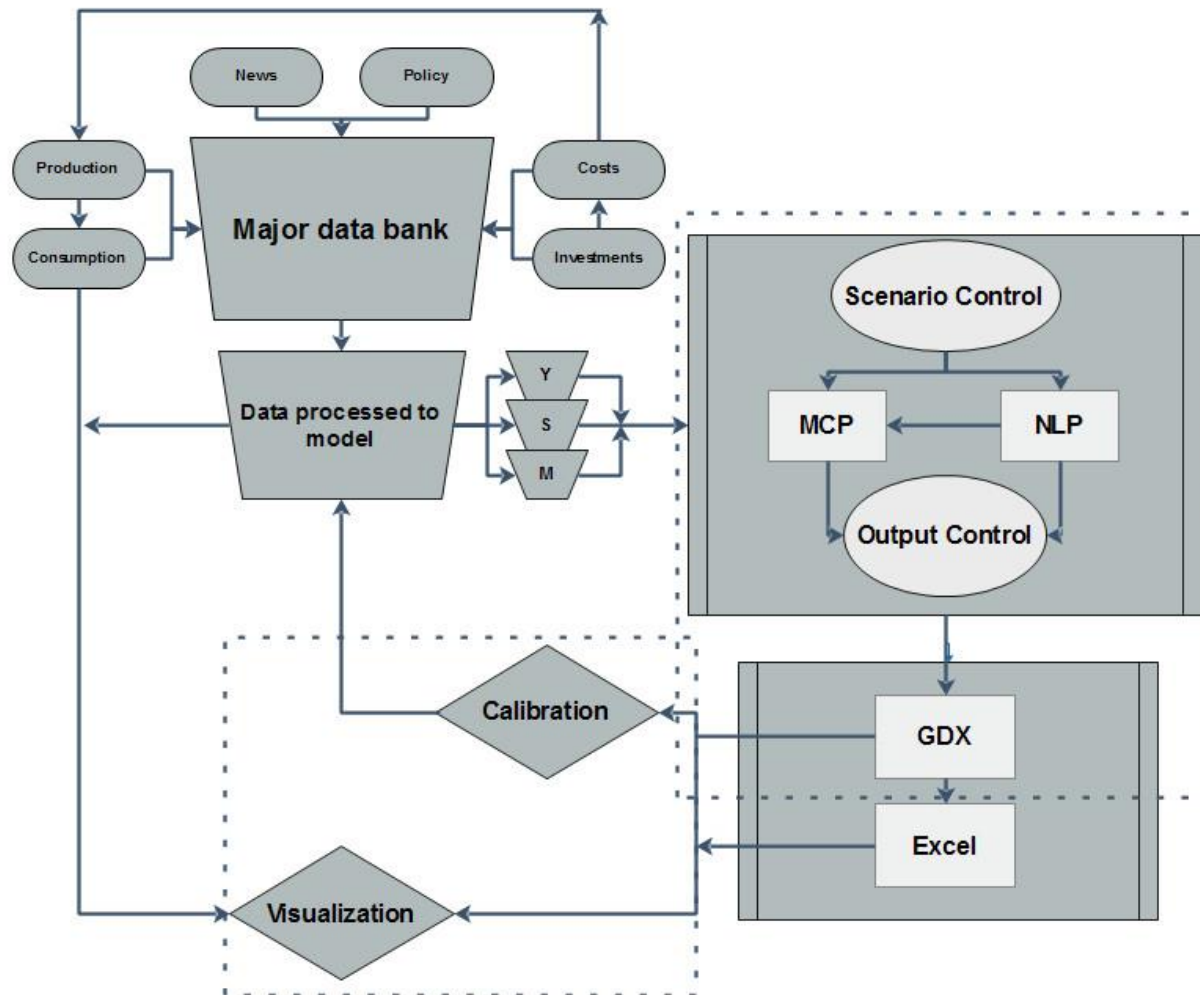 News
Policy
Production
Costs
Major data bank
Consumption
Investments
Scenario Control
Data processed to
model
Y
S
M
MCP
NLP
Output Control
Calibration
GDX
Excel
Visualization